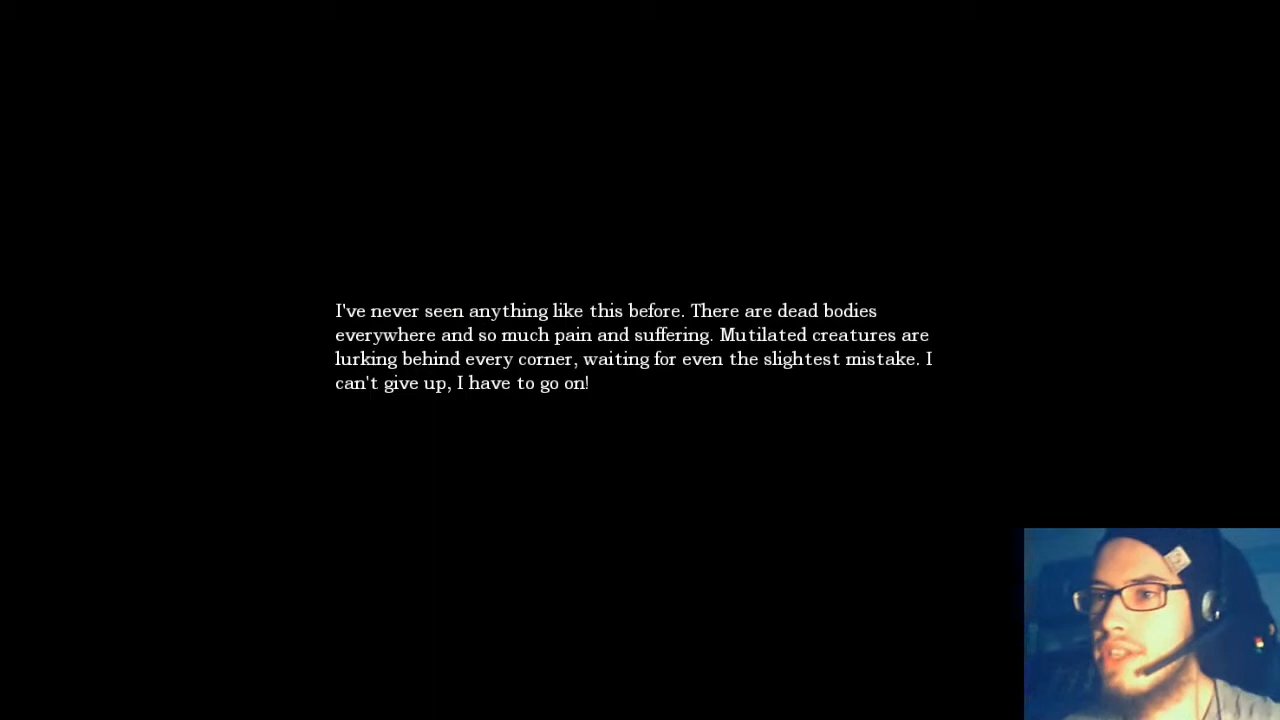 I've never seen anything like this before. There are dead bodies
everywhere and so much pain and suffering. Mutilated creatures are
lurking behind every corner, waiting for even the slightest mistake. I
can't give up, I have to go on!